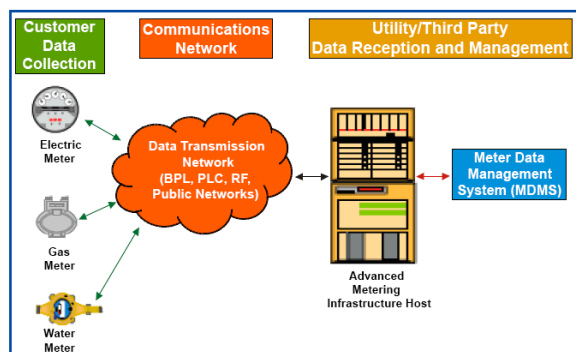 Customer
Data
Collection
Communications
Network
Utility/Third Party
Data Reception and Management
Electric
Meter
Data Transmission
Network
(BPL, PLC, RF,
Public Networks)
Meter Data
Management
System (MDMS)
Gas
Meter
Advanced
Metering
Infrastructure Host
Water
Meter